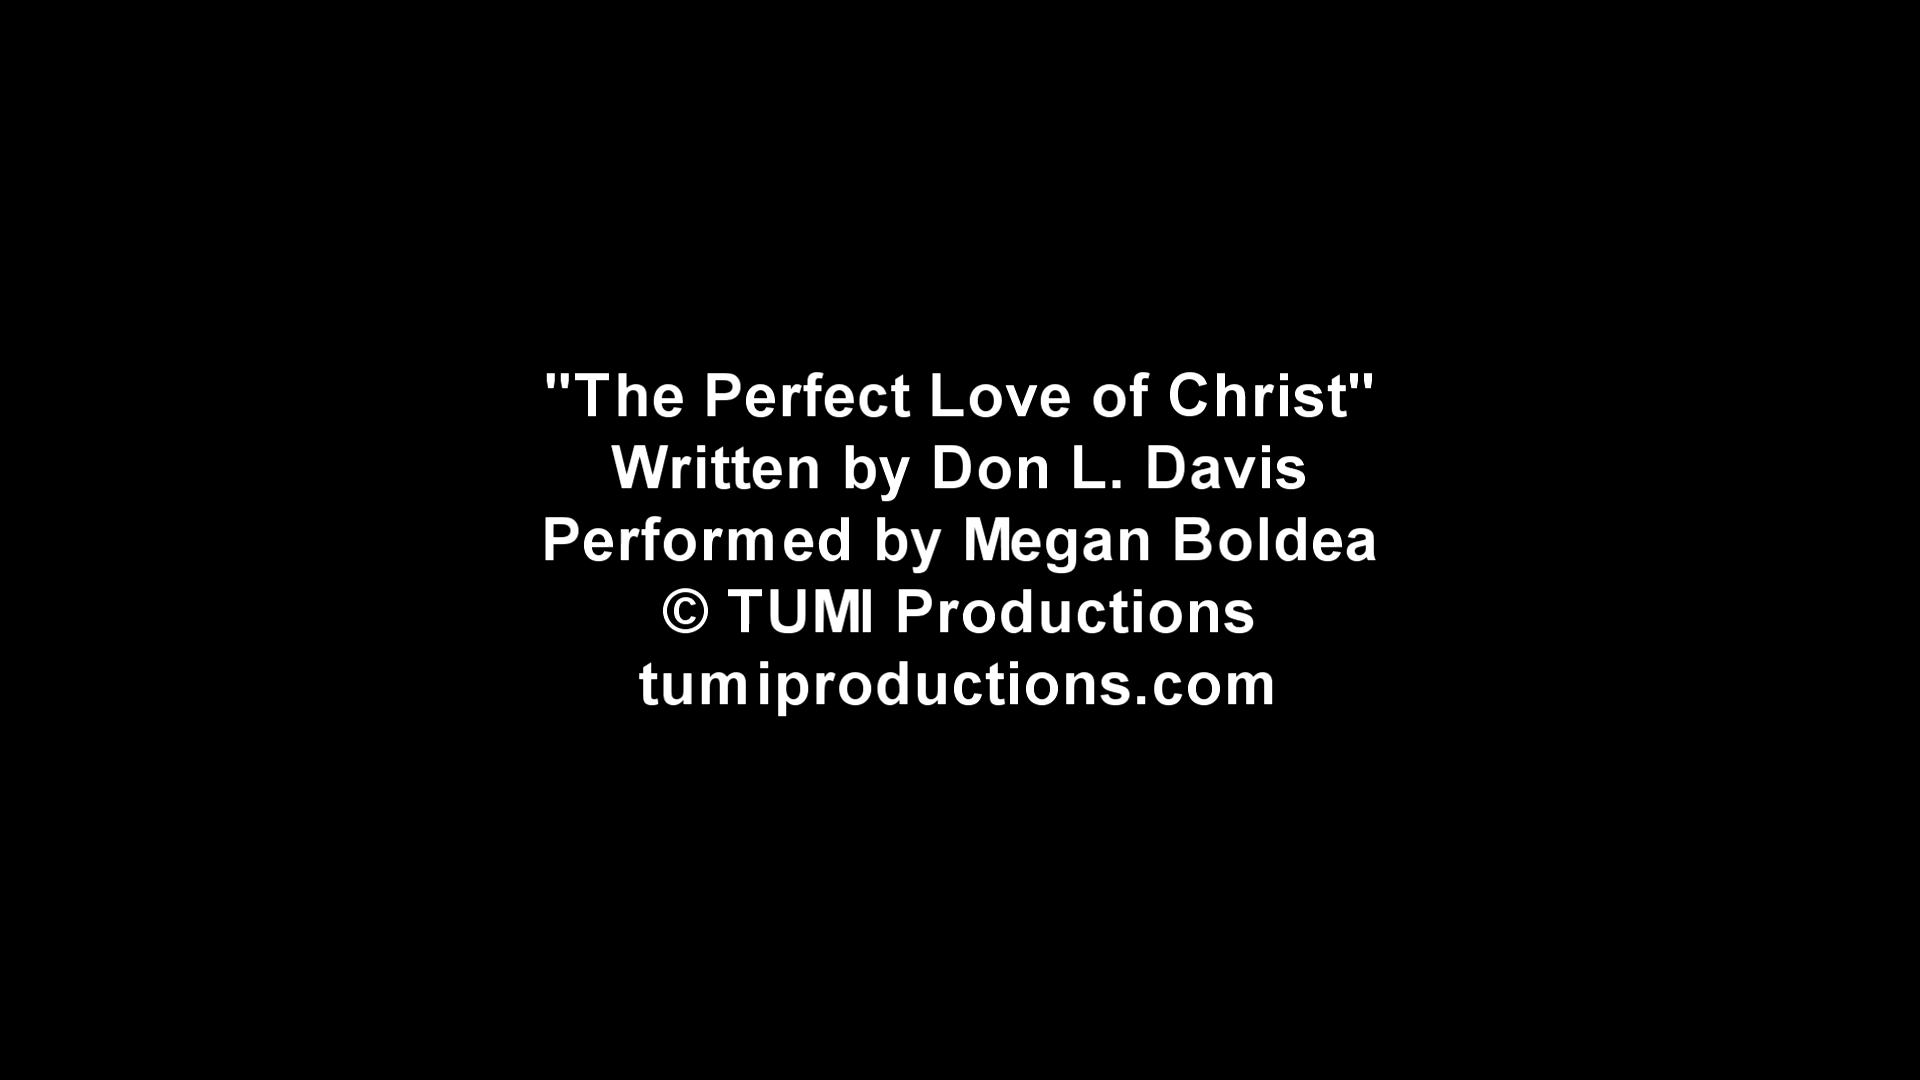 "The Perfect Love of Christ"
Written by Don L. Davis
Performed by Megan Boldea
© TUMI Productions
tumiproductions.com